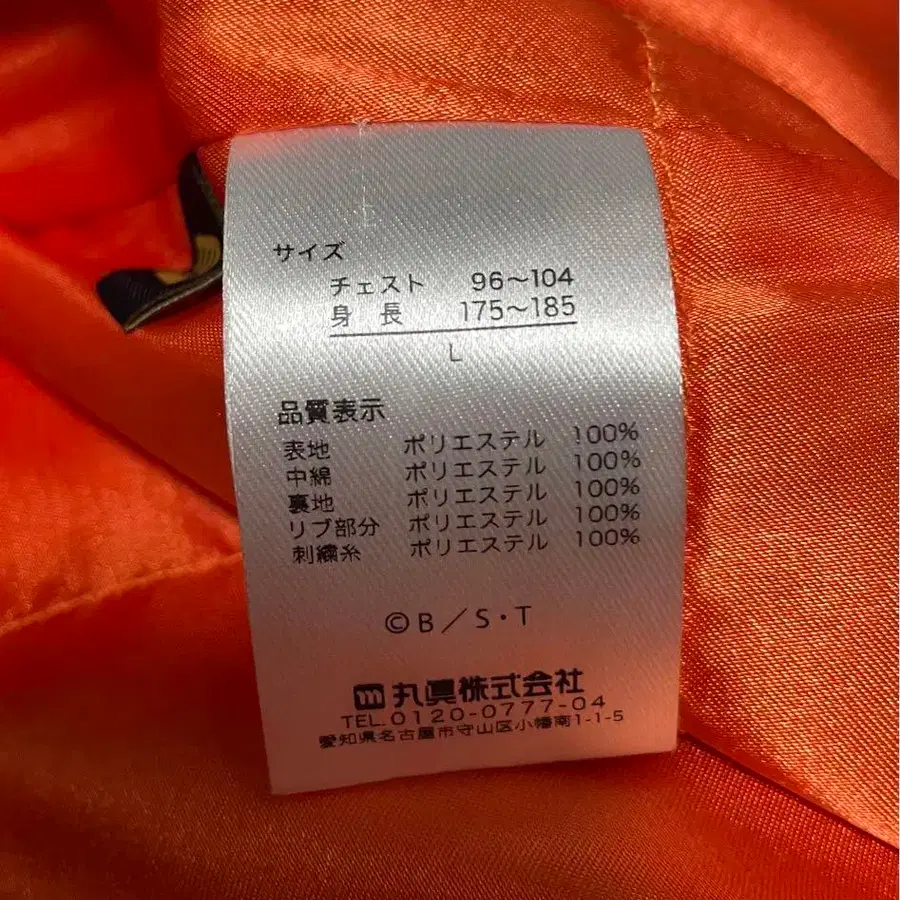 サイズ
チェスト 96〜104
身長 175〜185
L
品質表示
表地 ポリエステル 100%
中綿 ポリエステル 100%
裏地 ポリエステル 100%
リブ部分 ポリエステル 100%
刺繍糸 ポリエステル 100%
©B／S・T
m 丸眞株式会社
TEL.0120-0777-04
愛知県名古屋市守山区小幡南1-1-5